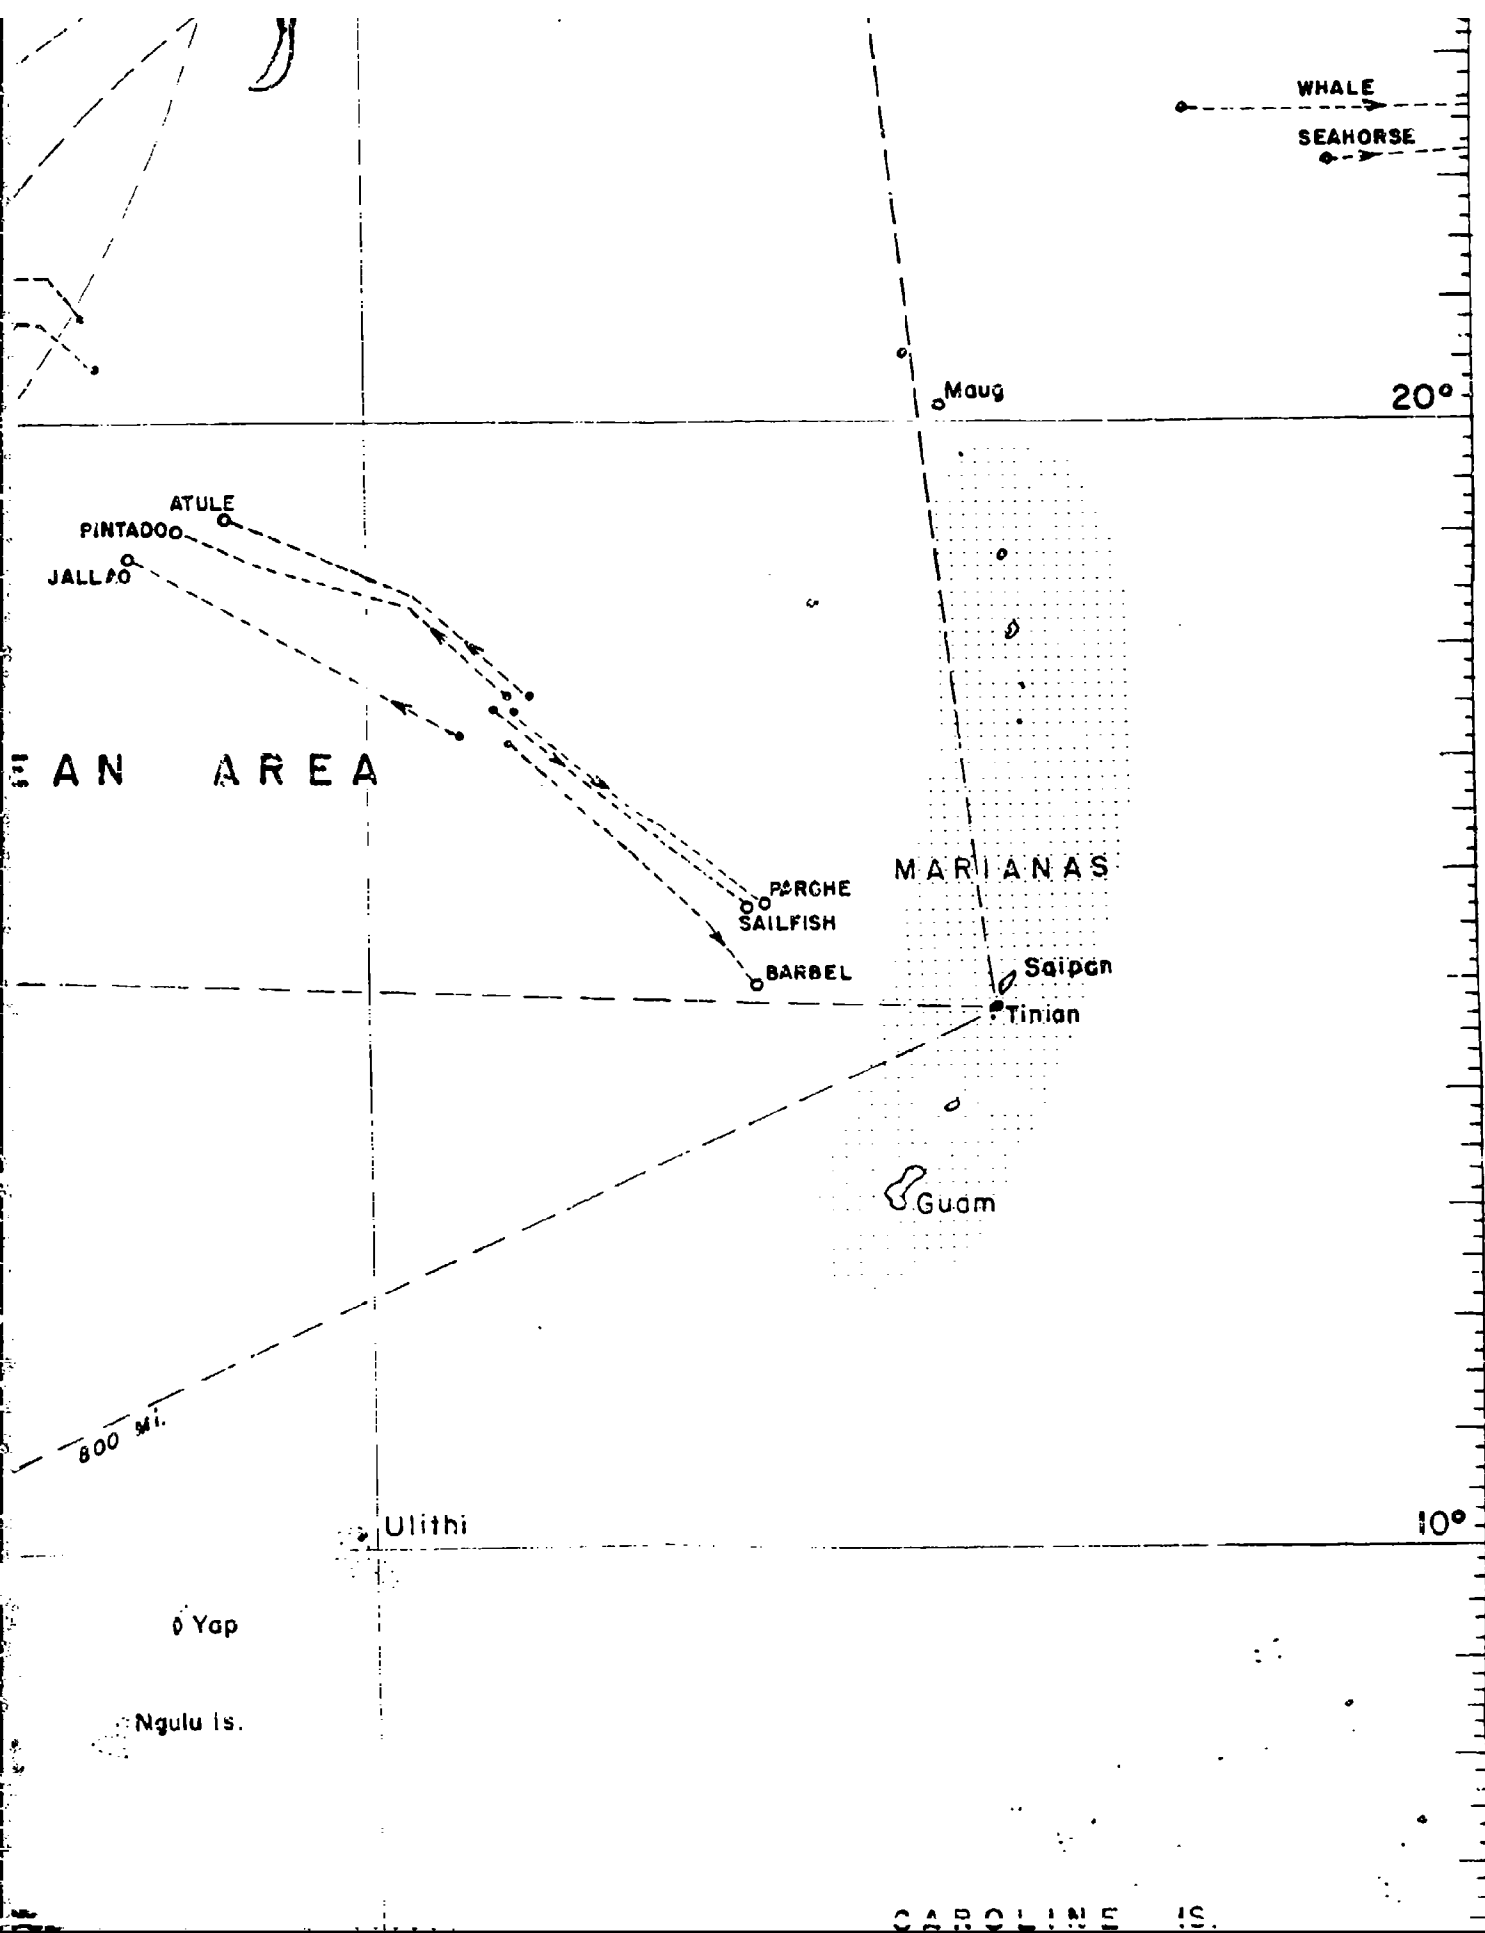 WHALE
SEAHORSE
Maug
20°
ATULE
PINTADO
JALLAO
EAN AREA
MARIANAS
PARCHE
SAILFISH
BARBEL
Saipan
Tinian
Guam
800 Mi.
Ulithi
10°
Yap
Ngulu Is.
CAROLINE IS.